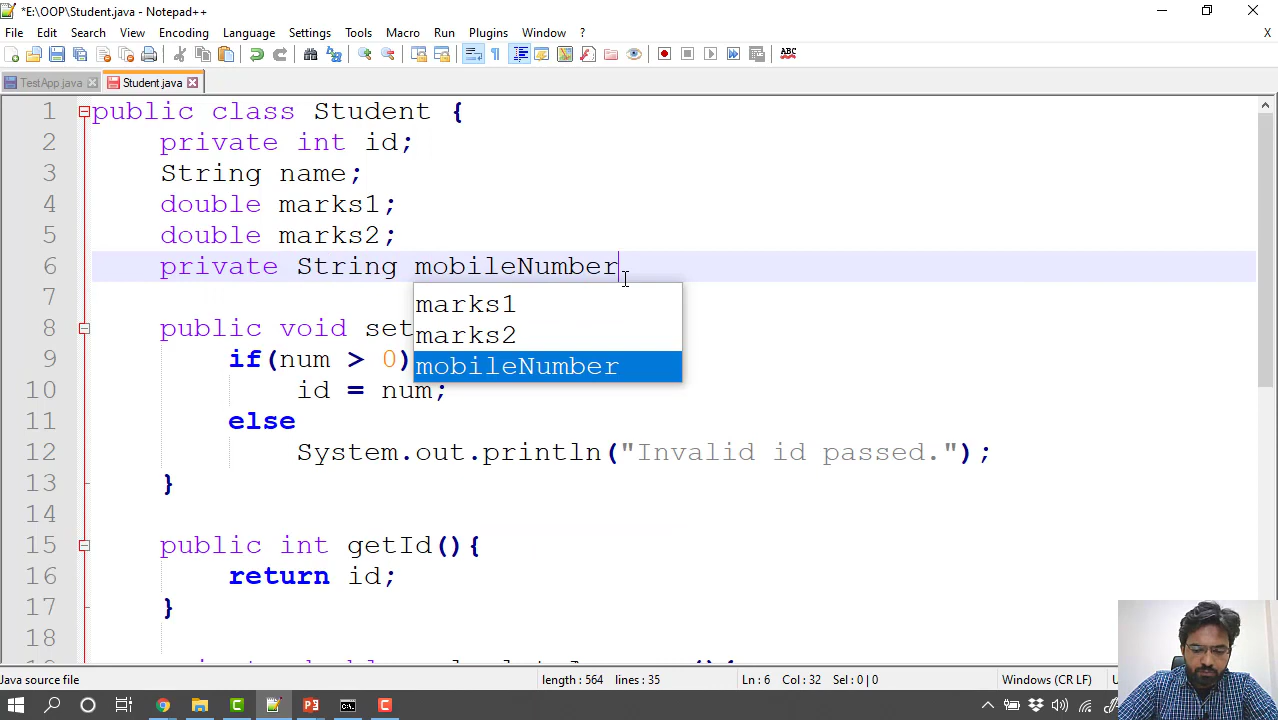 *E:\OOP\Student.java - Notepad++
File Edit Search View Encoding Language Settings Tools Macro Run Plugins Window ? X
ABC
TestApp.java Student.java
1 public class Student {
2 private int id;
3 String name;
4 double marks1;
5 double marks2;
6 private String mobileNumber
marks1
marks2
mobileNumber
7
8 public void set
9 if(num > 0)
10 id = num;
11 else
12 System.out.println("Invalid id passed.");
13 }
14
15 public int getId(){
16 return id;
17 }
18
Java source file length : 564 lines : 35 Ln : 6 Col : 32 Sel : 0 | 0 Windows (CR LF)